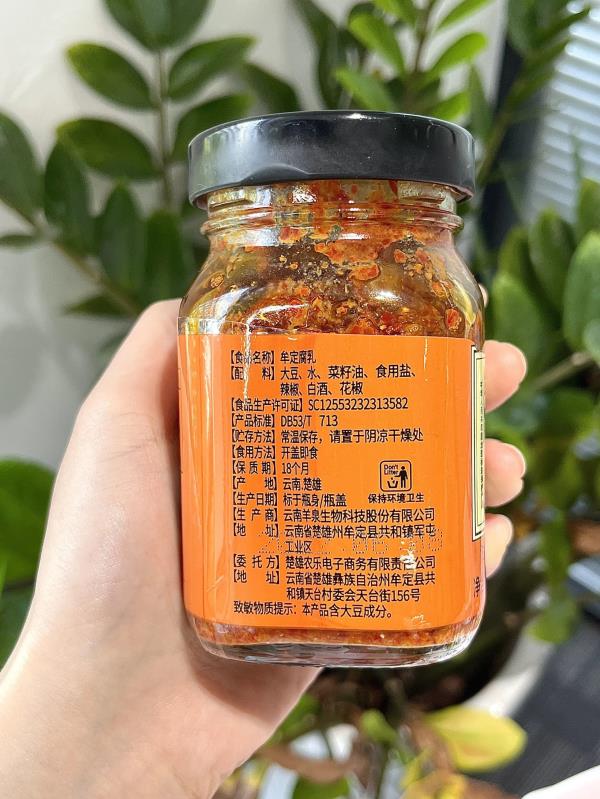 【食品名称】牟定腐乳
【配 料】大豆、水、菜籽油、食用盐、
辣椒、白酒、花椒
【食品生产许可证】SC12553232313582
【产品标准】DB53/T 713
【贮存方法】常温保存，请置于阴凉干燥处
【食用方法】开盖即食
【保 质 期】18个月
【产 地】云南.楚雄
【生产日期】标于瓶身/瓶盖
Don't Litter
保持环境卫生
【生 产 商】云南羊泉生物科技股份有限公司
【地 址】云南省楚雄州牟定县共和镇军屯
工业区
【委 托 方】楚雄农乐电子商务有限责任公司
【地 址】云南省楚雄彝族自治州牟定县共
和镇天台村委会天台街156号
致敏物质提示：本产品含大豆成分。